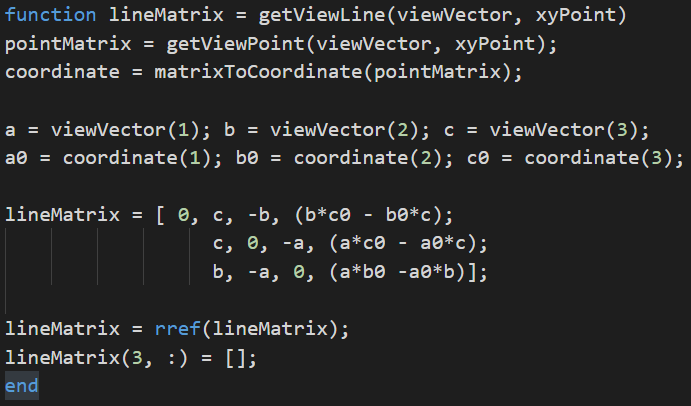 function lineMatrix = getViewLine(viewVector, xyPoint)
pointMatrix = getViewPoint(viewVector, xyPoint);
coordinate = matrixToCoordinate(pointMatrix);
a = viewVector(1); b = viewVector(2); c = viewVector(3);
a0 = coordinate(1); b0 = coordinate(2); c0 = coordinate(3);
lineMatrix = [ 0, c, -b, (b*c0 - b0*c);
c, 0, -a, (a*c0 - a0*c);
b, -a, 0, (a*b0 -a0*b)];
lineMatrix = rref(lineMatrix);
lineMatrix(3, :) = [];
end